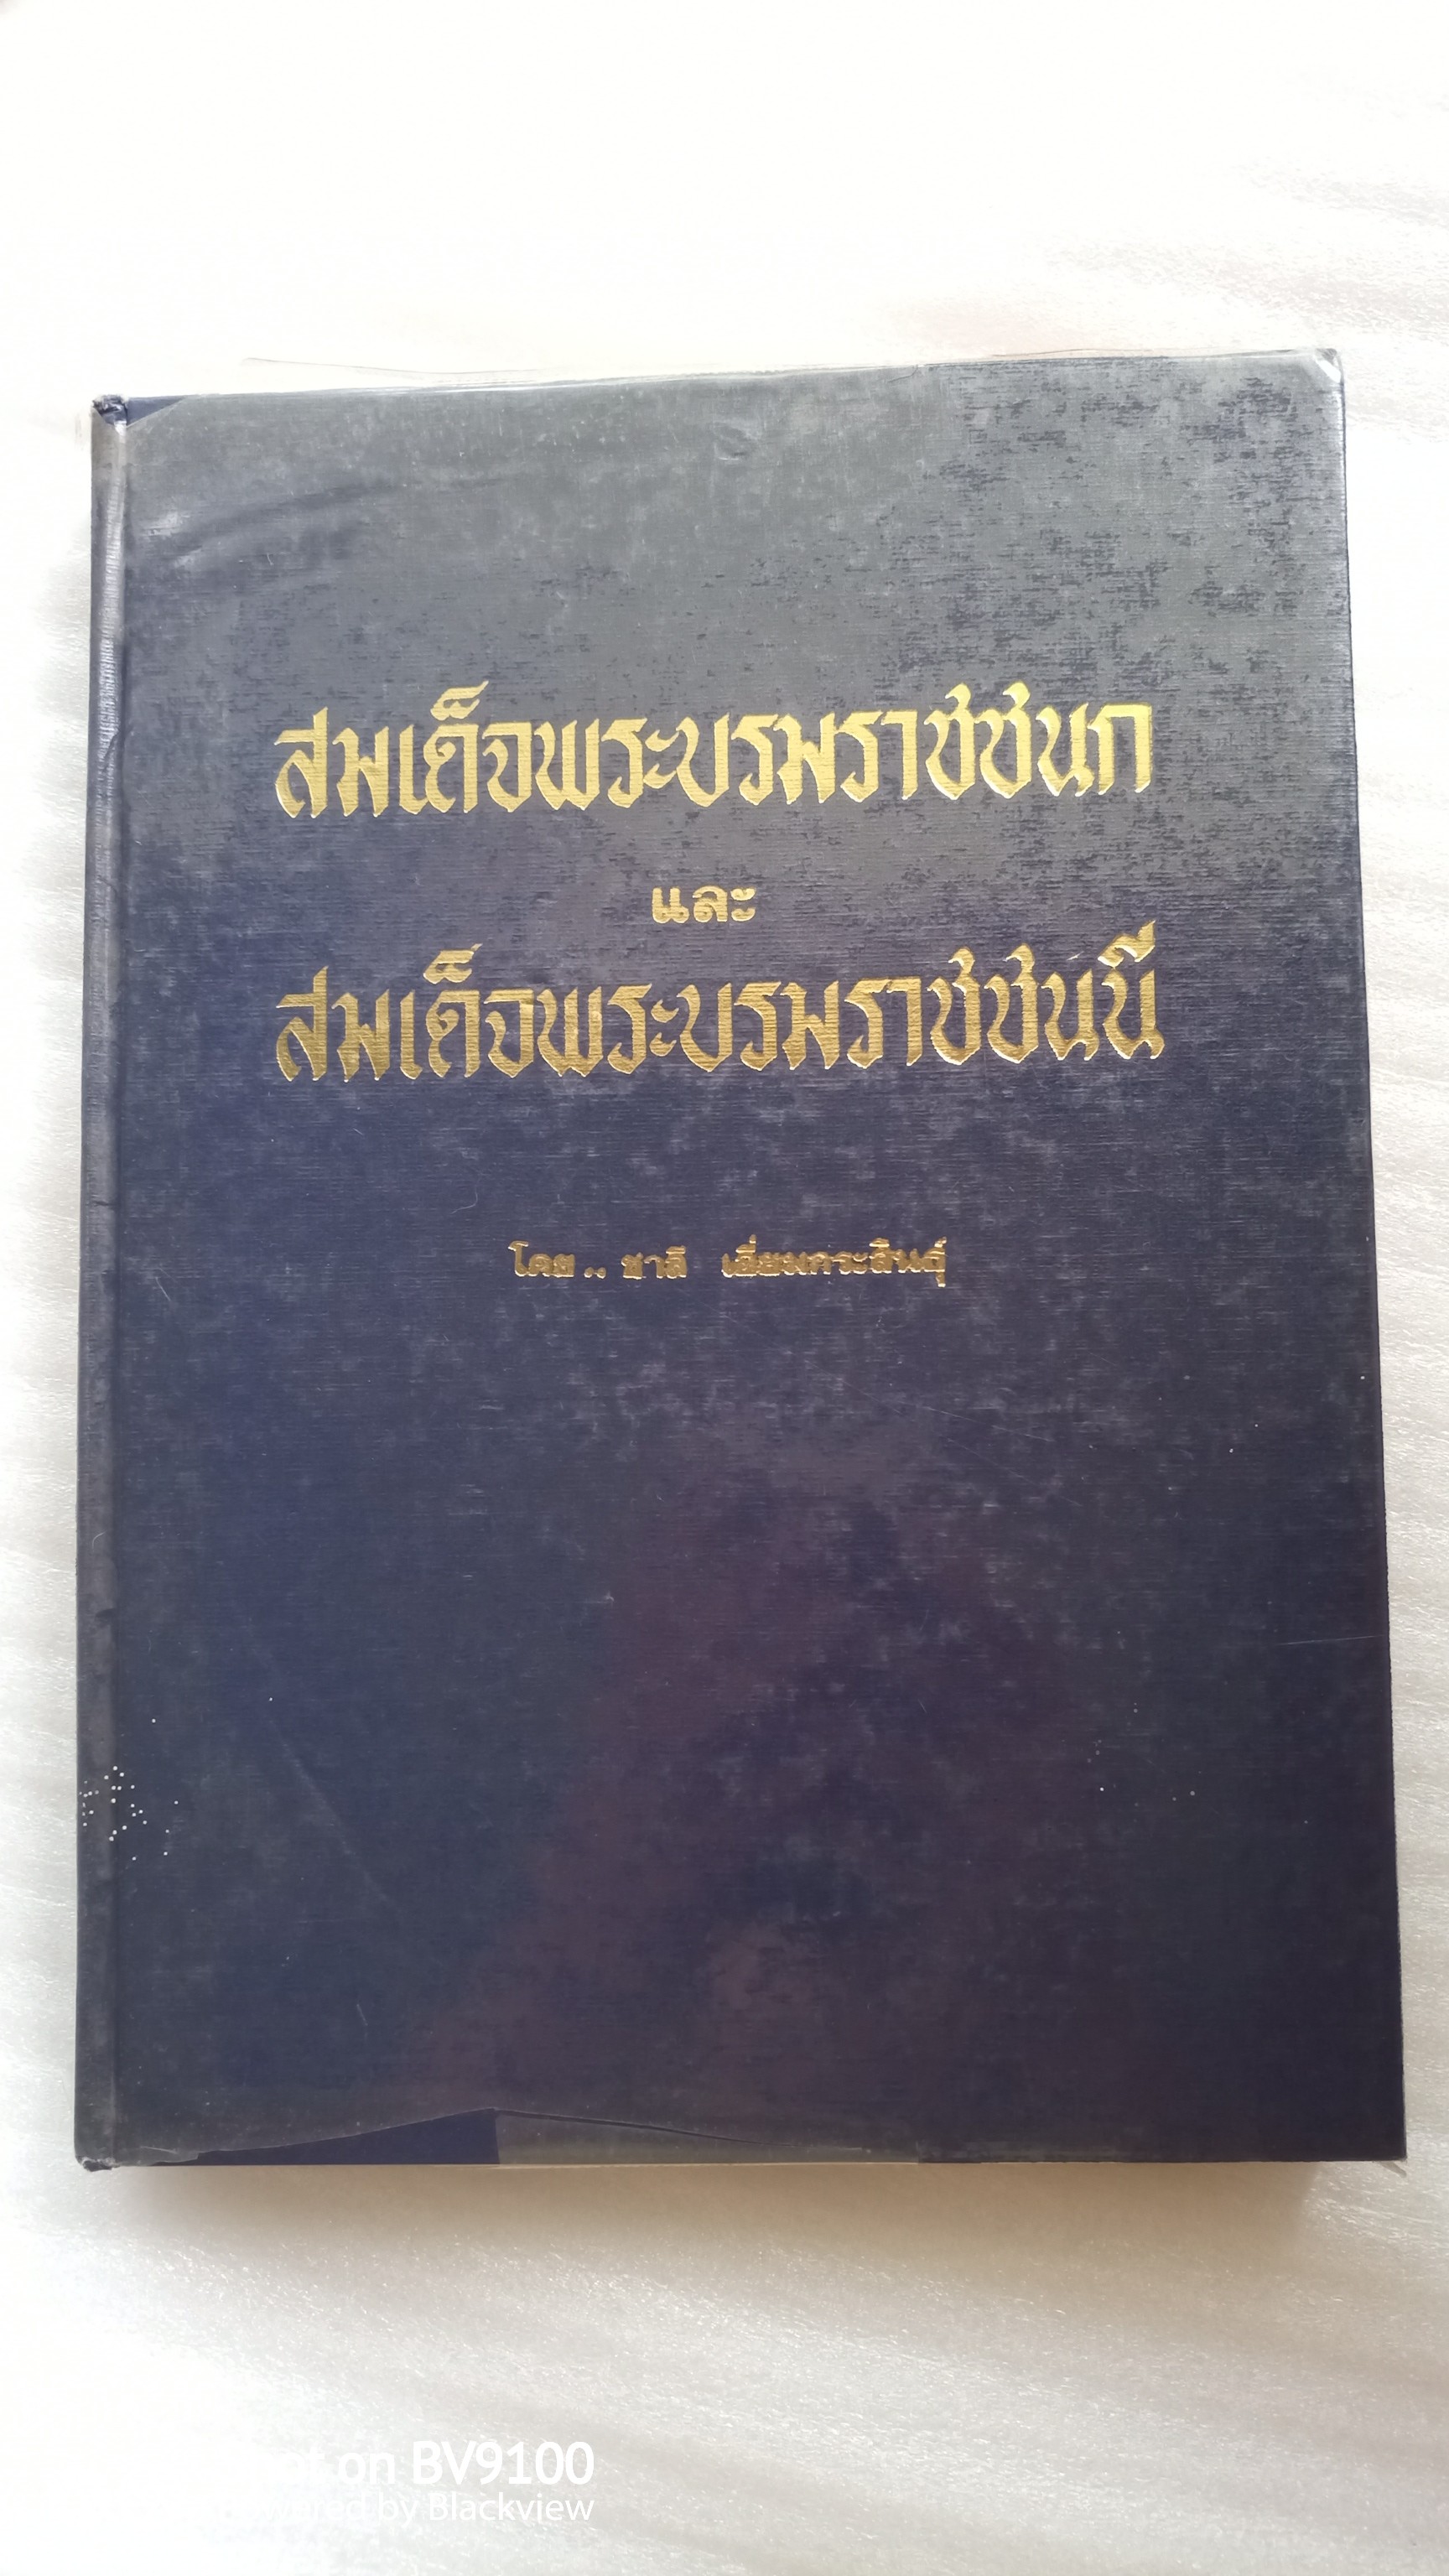 สมเด็จพระบรมราชชนก
และ
สมเด็จพระบรมราชชนนี
โดย.. ชาลี เอี่ยมกระสินธุ์
ot on BV9100
Powered by Blackview